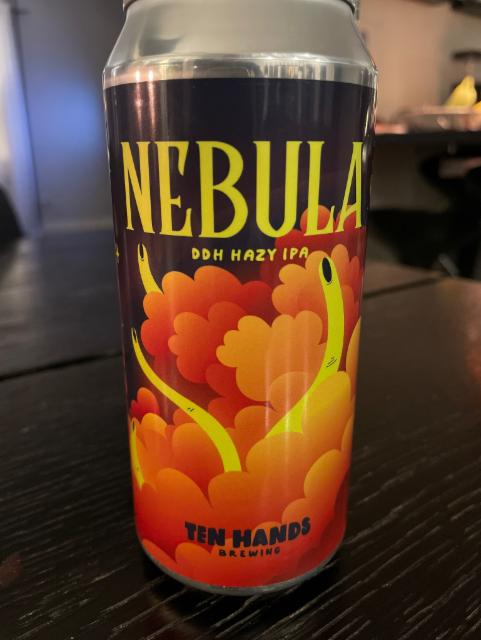 NEBULA
DDH HAZY IPA
TEN HANDS
BREWING